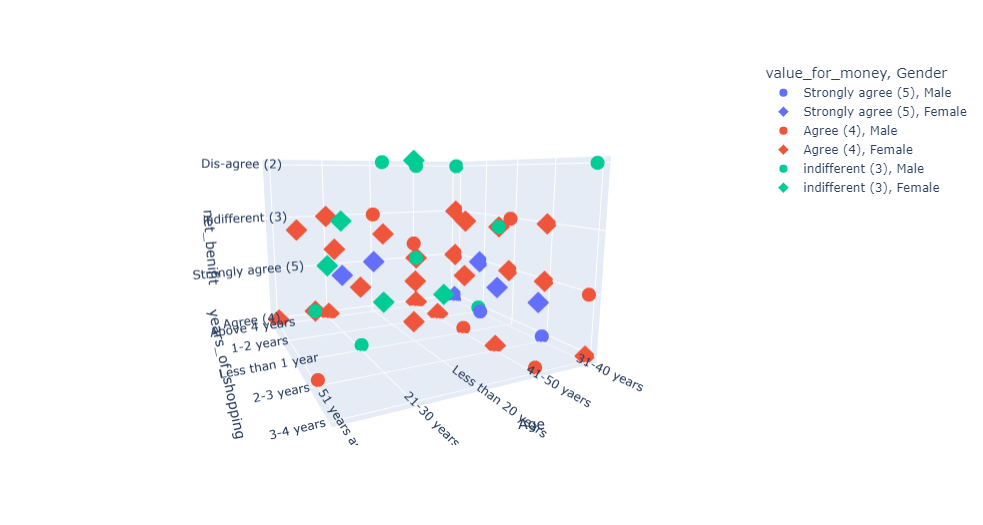 value_for_money, Gender
Strongly agree (5), Male
Strongly agree (5), Female
Agree (4), Male
Agree (4), Female
indifferent (3), Male
indifferent (3), Female
Dis-agree (2)
indifferent (3)
Strongly agree (5)
Agree (4)
net_benifit
Above 4 years
1-2 years
Less than 1 year
2-3 years
3-4 years
years_of_shopping
51 years a
21-30 years
Less than 20 years
41-50 yaers
31-40 years
Age